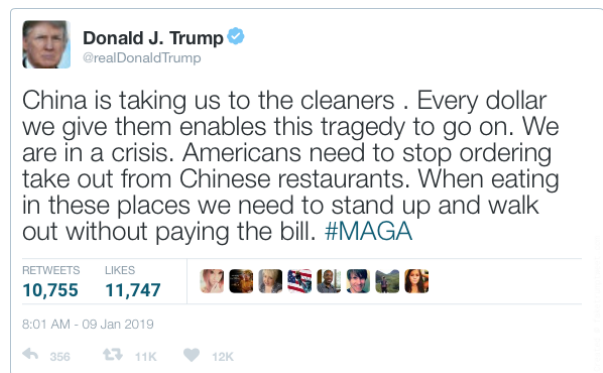 Donald J. Trump
@realDonaldTrump
China is taking us to the cleaners . Every dollar
we give them enables this tragedy to go on. We
are in a crisis. Americans need to stop ordering
take out from Chinese restaurants. When eating
in these places we need to stand up and walk
out without paying the bill. #MAGA
RETWEETS LIKES
10,755 11,747
8:01 AM - 09 Jan 2019
356 11K 12K